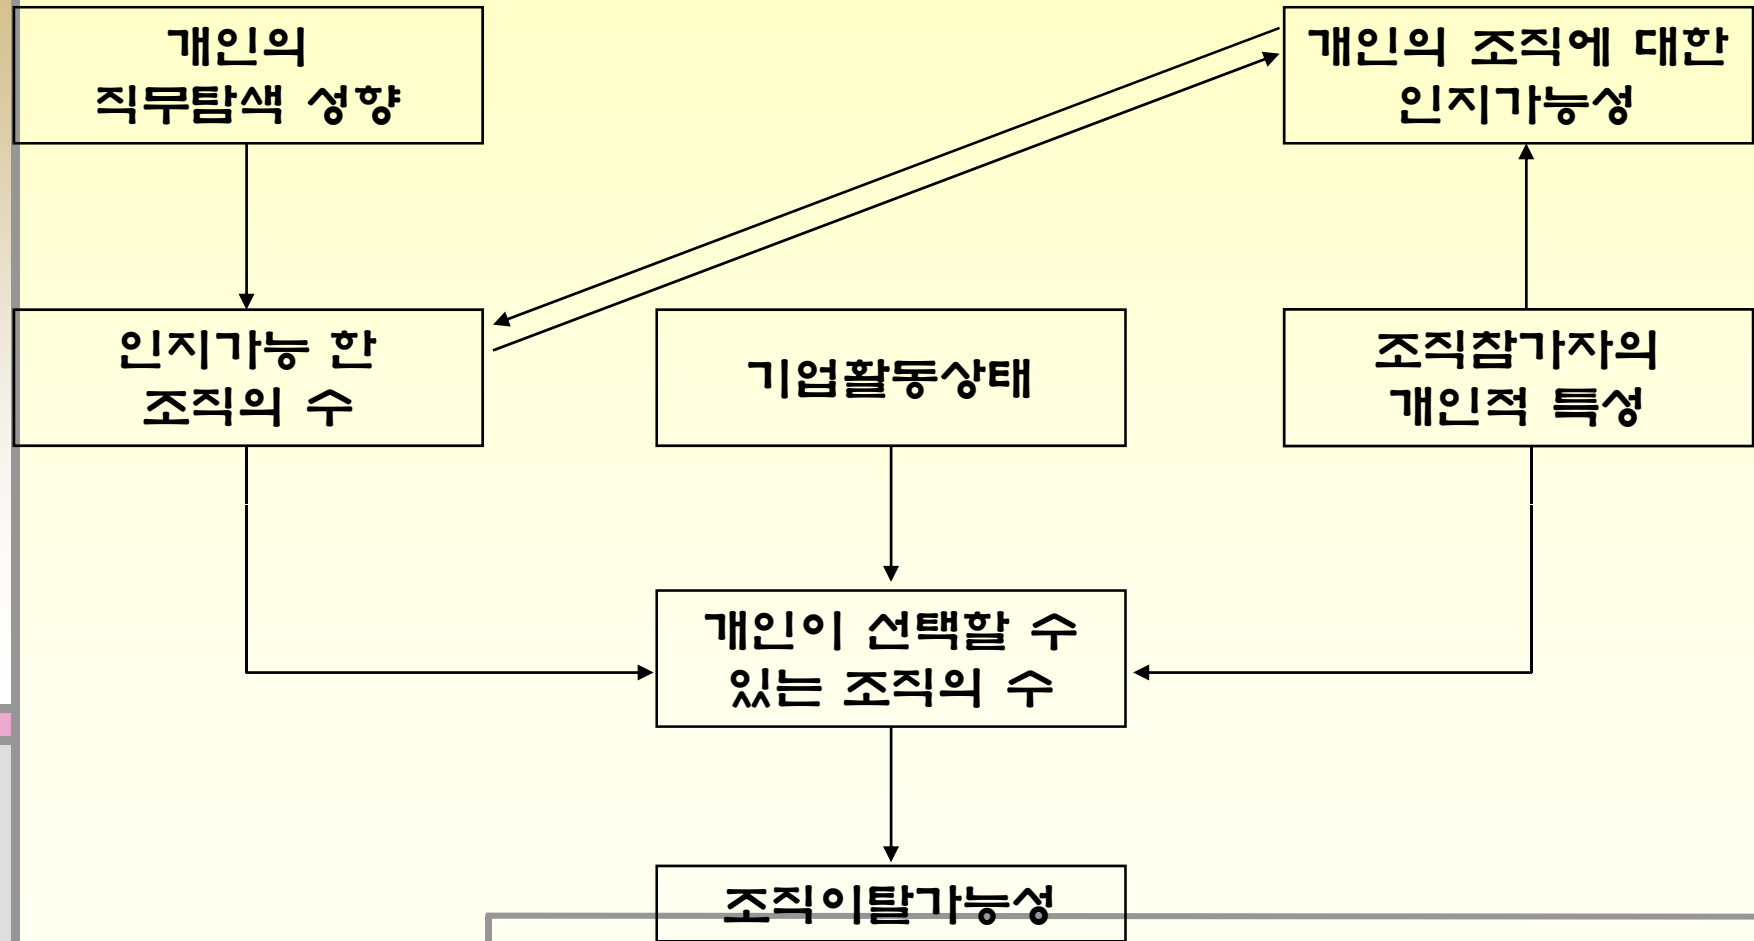 개인의
직무탐색 성향
개인의 조직에 대한
인지가능성
인지가능 한
조직의 수
기업활동상태
조직참가자의
개인적 특성
개인이 선택할 수
있는 조직의 수
조직이탈가능성